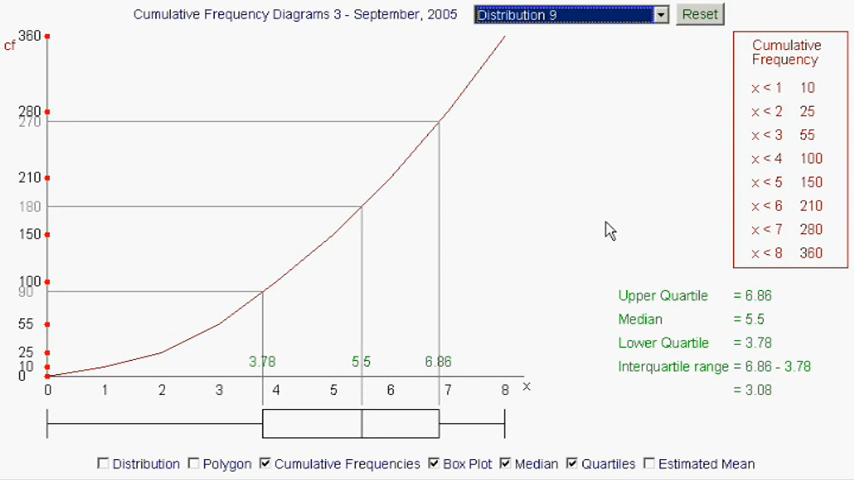 Cumulative Frequency Diagrams 3 - September, 2005
Distribution 9
Reset
cf
360
280
270
210
180
150
100
90
55
25
10
0
3.78 5.5 6.86
0 1 2 3 4 5 6 7 8 x
Cumulative
Frequency
x < 1 10
x < 2 25
x < 3 55
x < 4 100
x < 5 150
x < 6 210
x < 7 280
x < 8 360
Upper Quartile = 6.86
Median = 5.5
Lower Quartile = 3.78
Interquartile range = 6.86 - 3.78
= 3.08
Distribution Polygon Cumulative Frequencies Box Plot Median Quartiles Estimated Mean